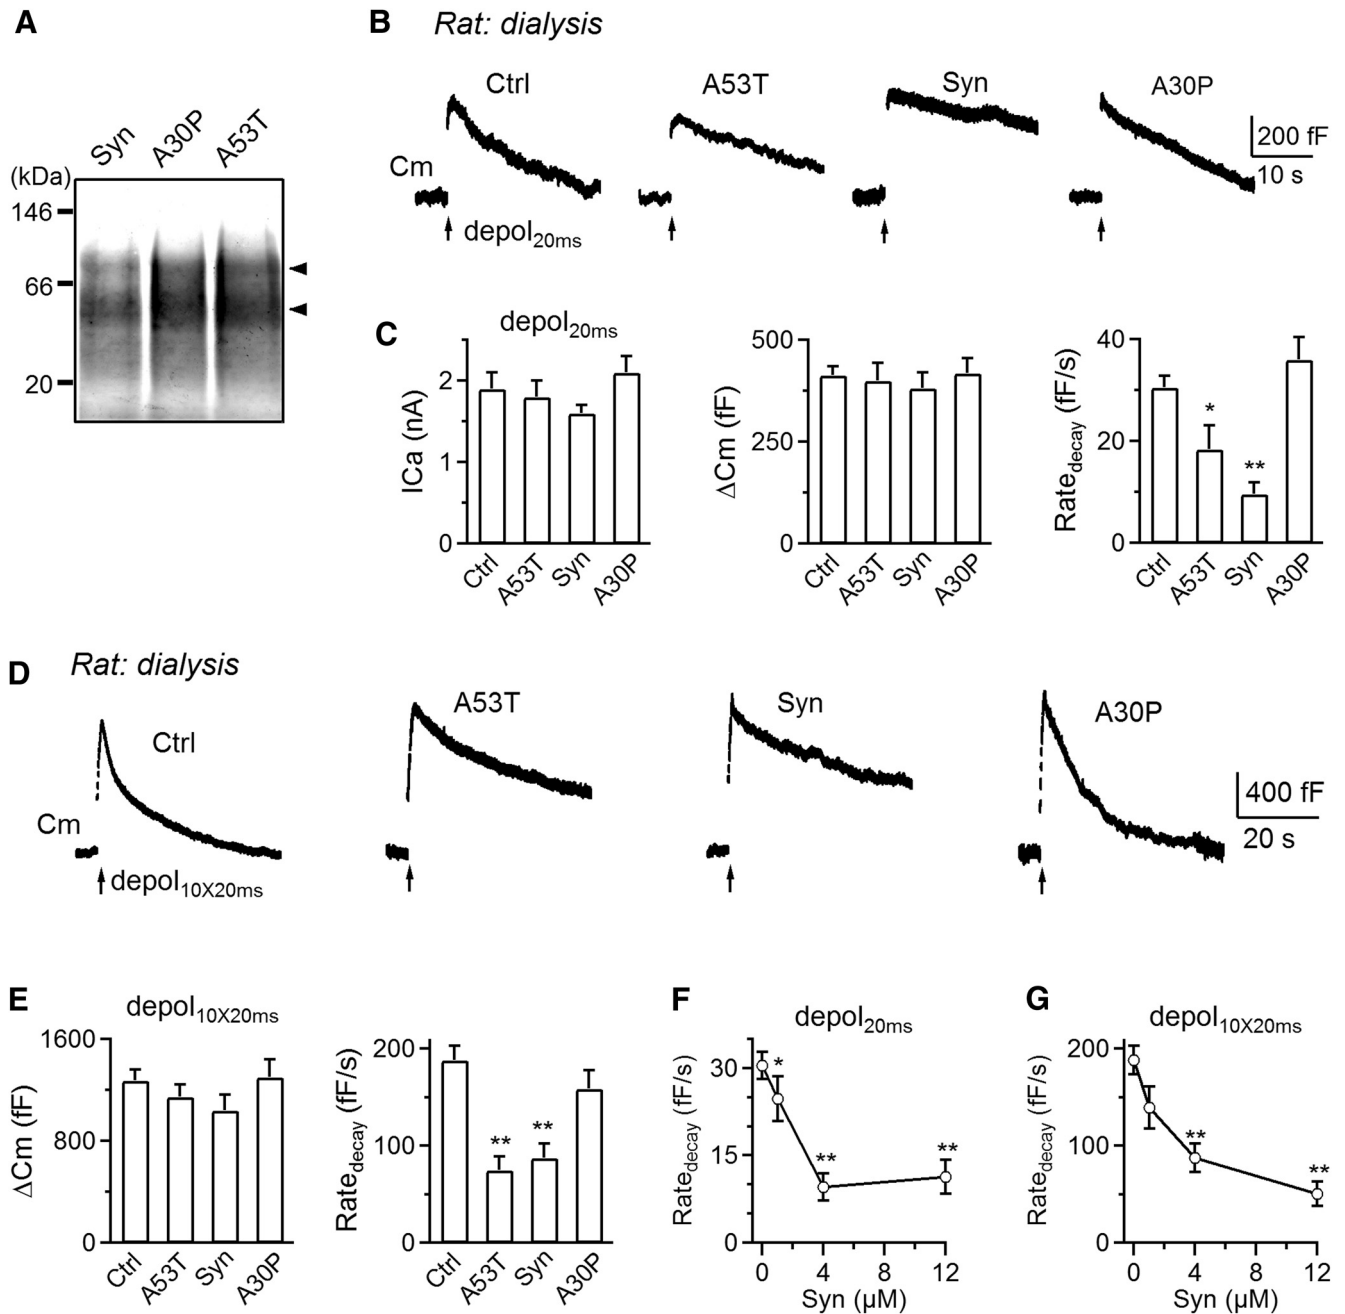 A
Syn A30P A53T
(kDa)
146
66
20
B Rat: dialysis
Ctrl A53T Syn A30P
Cm
200 fF
10 s
depol20ms
C depol20ms
ICa (nA)
2
1
0
Ctrl A53T Syn A30P
ΔCm (fF)
500
250
0
Ctrl A53T Syn A30P
Ratedecay (fF/s)
40
20
0
* **
Ctrl A53T Syn A30P
D Rat: dialysis
Ctrl A53T Syn A30P
Cm
400 fF
20 s
depol10X20ms
E depol10X20ms
ΔCm (fF)
1600
800
0
Ctrl A53T Syn A30P
Ratedecay (fF/s)
200
100
0
** **
Ctrl A53T Syn A30P
F depol20ms
Ratedecay (fF/s)
30
15
0
* ** **
0 4 8 12
Syn (µM)
G depol10X20ms
Ratedecay (fF/s)
200
100
0
** **
0 4 8 12
Syn (µM)